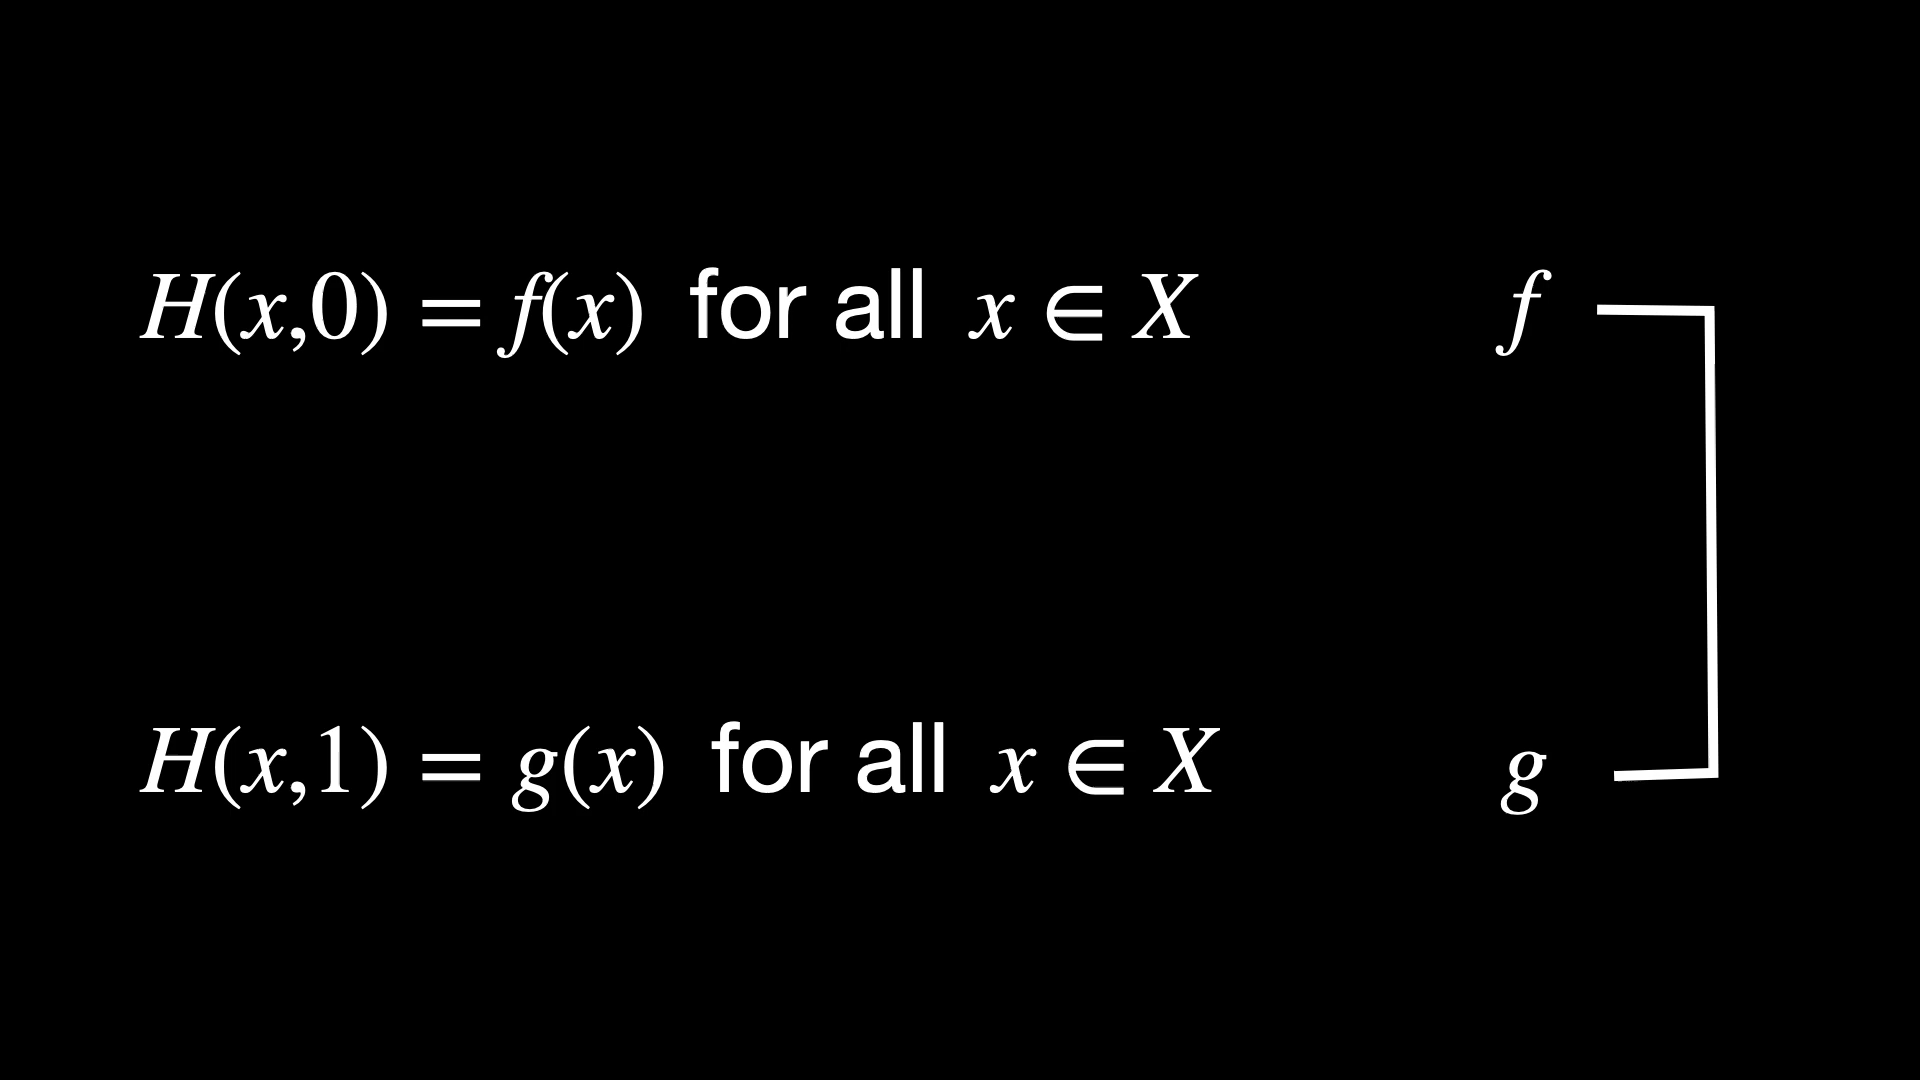 H(x,0) = f(x) for all x ∈ X f
H(x,1) = g(x) for all x ∈ X g